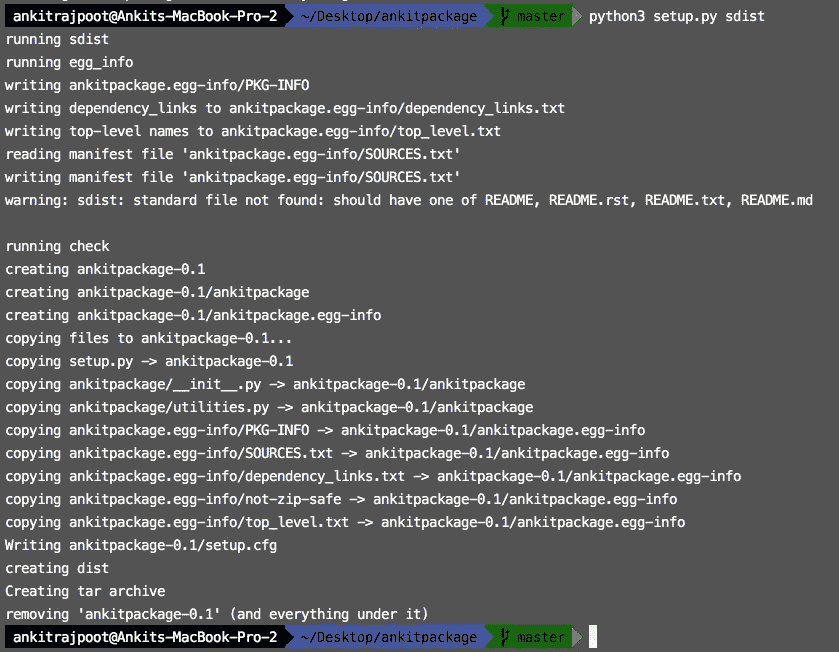 ankitrajpoot@Ankits-MacBook-Pro-2 ~/Desktop/ankitpackage master python3 setup.py sdist
running sdist
running egg_info
writing ankitpackage.egg-info/PKG-INFO
writing dependency_links to ankitpackage.egg-info/dependency_links.txt
writing top-level names to ankitpackage.egg-info/top_level.txt
reading manifest file 'ankitpackage.egg-info/SOURCES.txt'
writing manifest file 'ankitpackage.egg-info/SOURCES.txt'
warning: sdist: standard file not found: should have one of README, README.rst, README.txt, README.md
running check
creating ankitpackage-0.1
creating ankitpackage-0.1/ankitpackage
creating ankitpackage-0.1/ankitpackage.egg-info
copying files to ankitpackage-0.1...
copying setup.py -> ankitpackage-0.1
copying ankitpackage/__init__.py -> ankitpackage-0.1/ankitpackage
copying ankitpackage/utilities.py -> ankitpackage-0.1/ankitpackage
copying ankitpackage.egg-info/PKG-INFO -> ankitpackage-0.1/ankitpackage.egg-info
copying ankitpackage.egg-info/SOURCES.txt -> ankitpackage-0.1/ankitpackage.egg-info
copying ankitpackage.egg-info/dependency_links.txt -> ankitpackage-0.1/ankitpackage.egg-info
copying ankitpackage.egg-info/not-zip-safe -> ankitpackage-0.1/ankitpackage.egg-info
copying ankitpackage.egg-info/top_level.txt -> ankitpackage-0.1/ankitpackage.egg-info
Writing ankitpackage-0.1/setup.cfg
creating dist
Creating tar archive
removing 'ankitpackage-0.1' (and everything under it)
ankitrajpoot@Ankits-MacBook-Pro-2 ~/Desktop/ankitpackage master